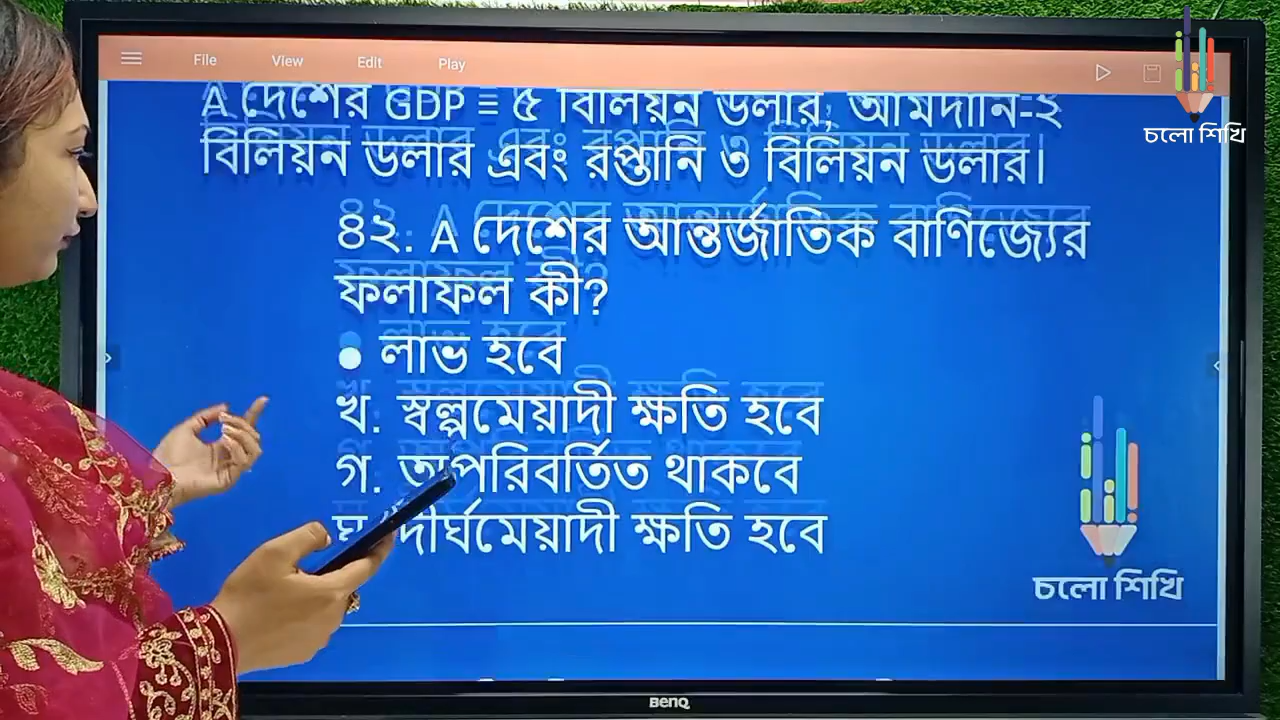 File View Edit Play
চলো শিখি
A দেশের GDP = ৫ বিলিয়ন ডলার, আমদানি-২
বিলিয়ন ডলার এবং রপ্তানি ৩ বিলিয়ন ডলার।
৪২. A দেশের আন্তর্জাতিক বাণিজ্যের
ফলাফল কী?
● লাভ হবে
খ. স্বল্পমেয়াদী ক্ষতি হবে
গ. অপরিবর্তিত থাকবে
ঘ. দীর্ঘমেয়াদী ক্ষতি হবে
চলো শিখি
BenQ